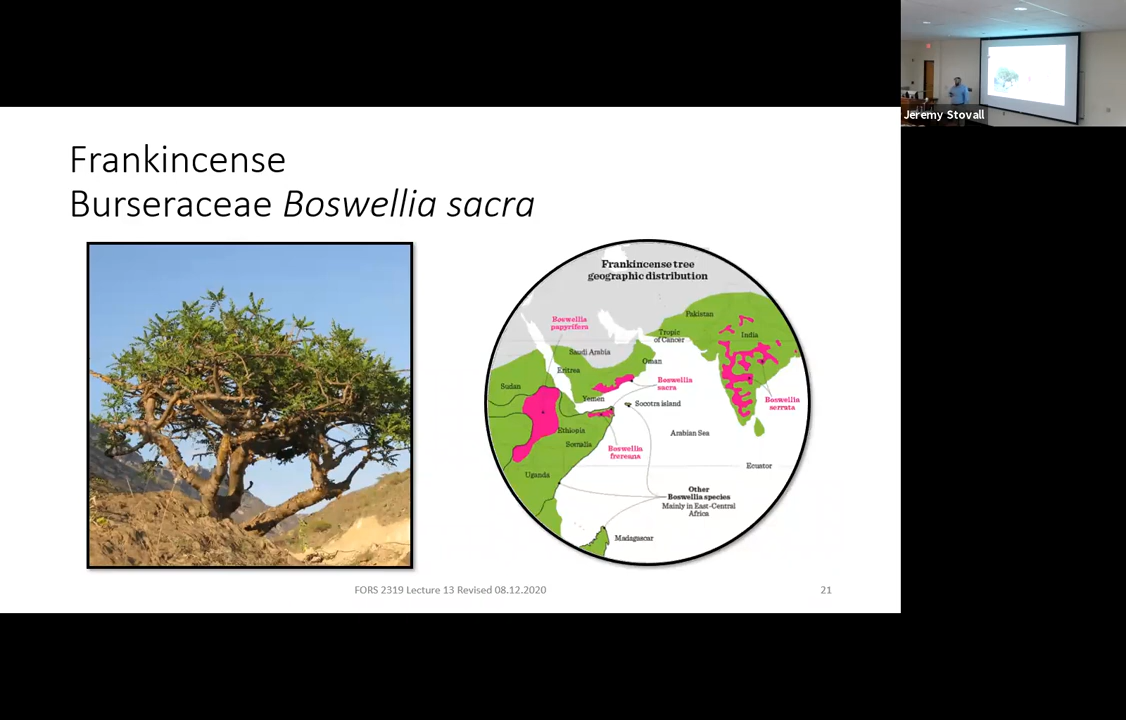 Jeremy Stovall
Frankincense
Burseraceae Boswellia sacra
Frankincense tree
geographic distribution
Boswellia
papyrifera
Pakistan
Tropic
of Cancer
India
Saudi Arabia
Oman
Eritrea
Sudan
Boswellia
sacra
Yemen
Socotra island
Boswellia
serrata
Ethiopia
Arabian Sea
Somalia
Boswellia
frereana
Uganda
Ecuator
Other
Boswellia species
Mainly in East-Central
Africa
Madagascar
FORS 2319 Lecture 13 Revised 08.12.2020
21